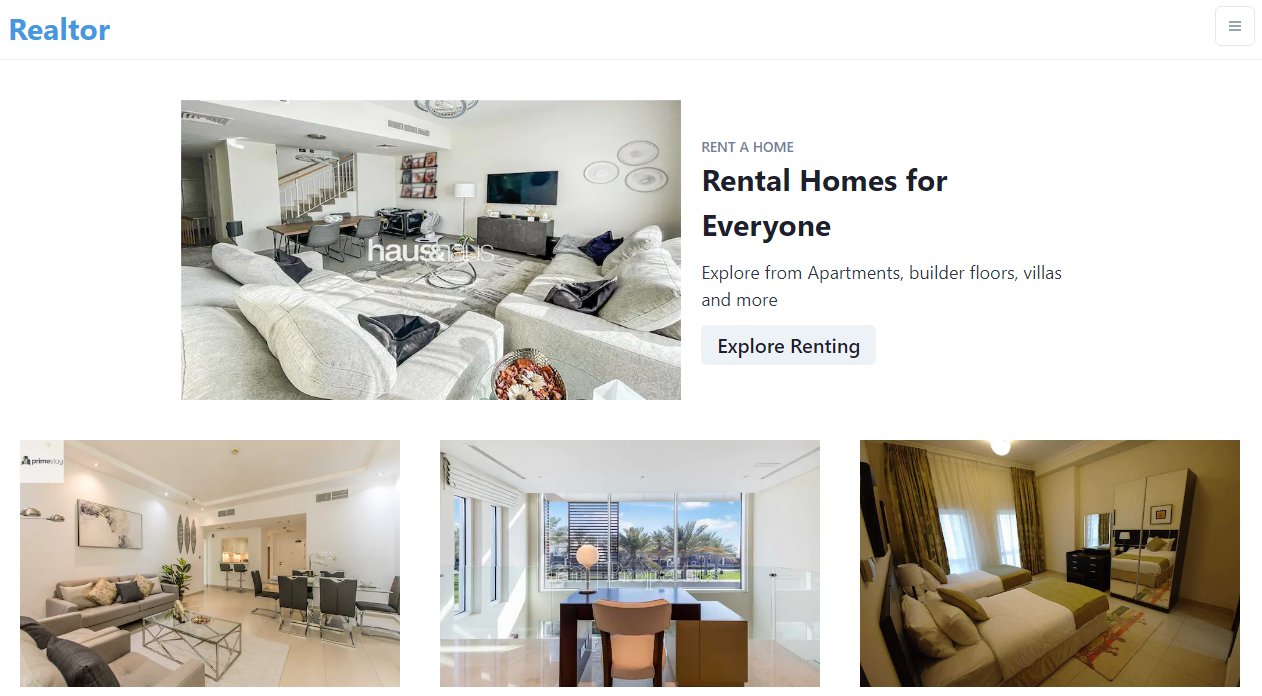 Realtor
RENT A HOME
Rental Homes for
Everyone
Explore from Apartments, builder floors, villas
and more
Explore Renting
haus&haus
primestay